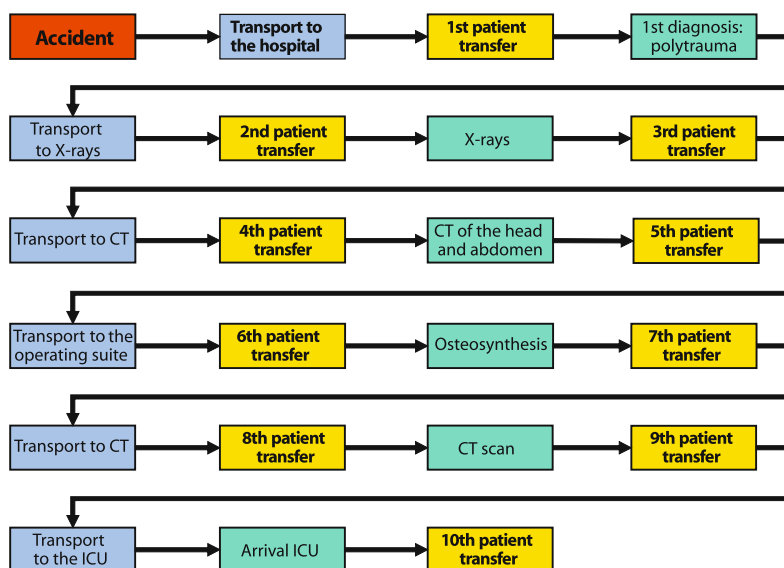 Accident
Transport to
the hospital
1st patient
transfer
1st diagnosis:
polytrauma
Transport
to X-rays
2nd patient
transfer
X-rays
3rd patient
transfer
Transport to CT
4th patient
transfer
CT of the head
and abdomen
5th patient
transfer
Transport to the
operating suite
6th patient
transfer
Osteosynthesis
7th patient
transfer
Transport to CT
8th patient
transfer
CT scan
9th patient
transfer
Transport
to the ICU
Arrival ICU
10th patient
transfer